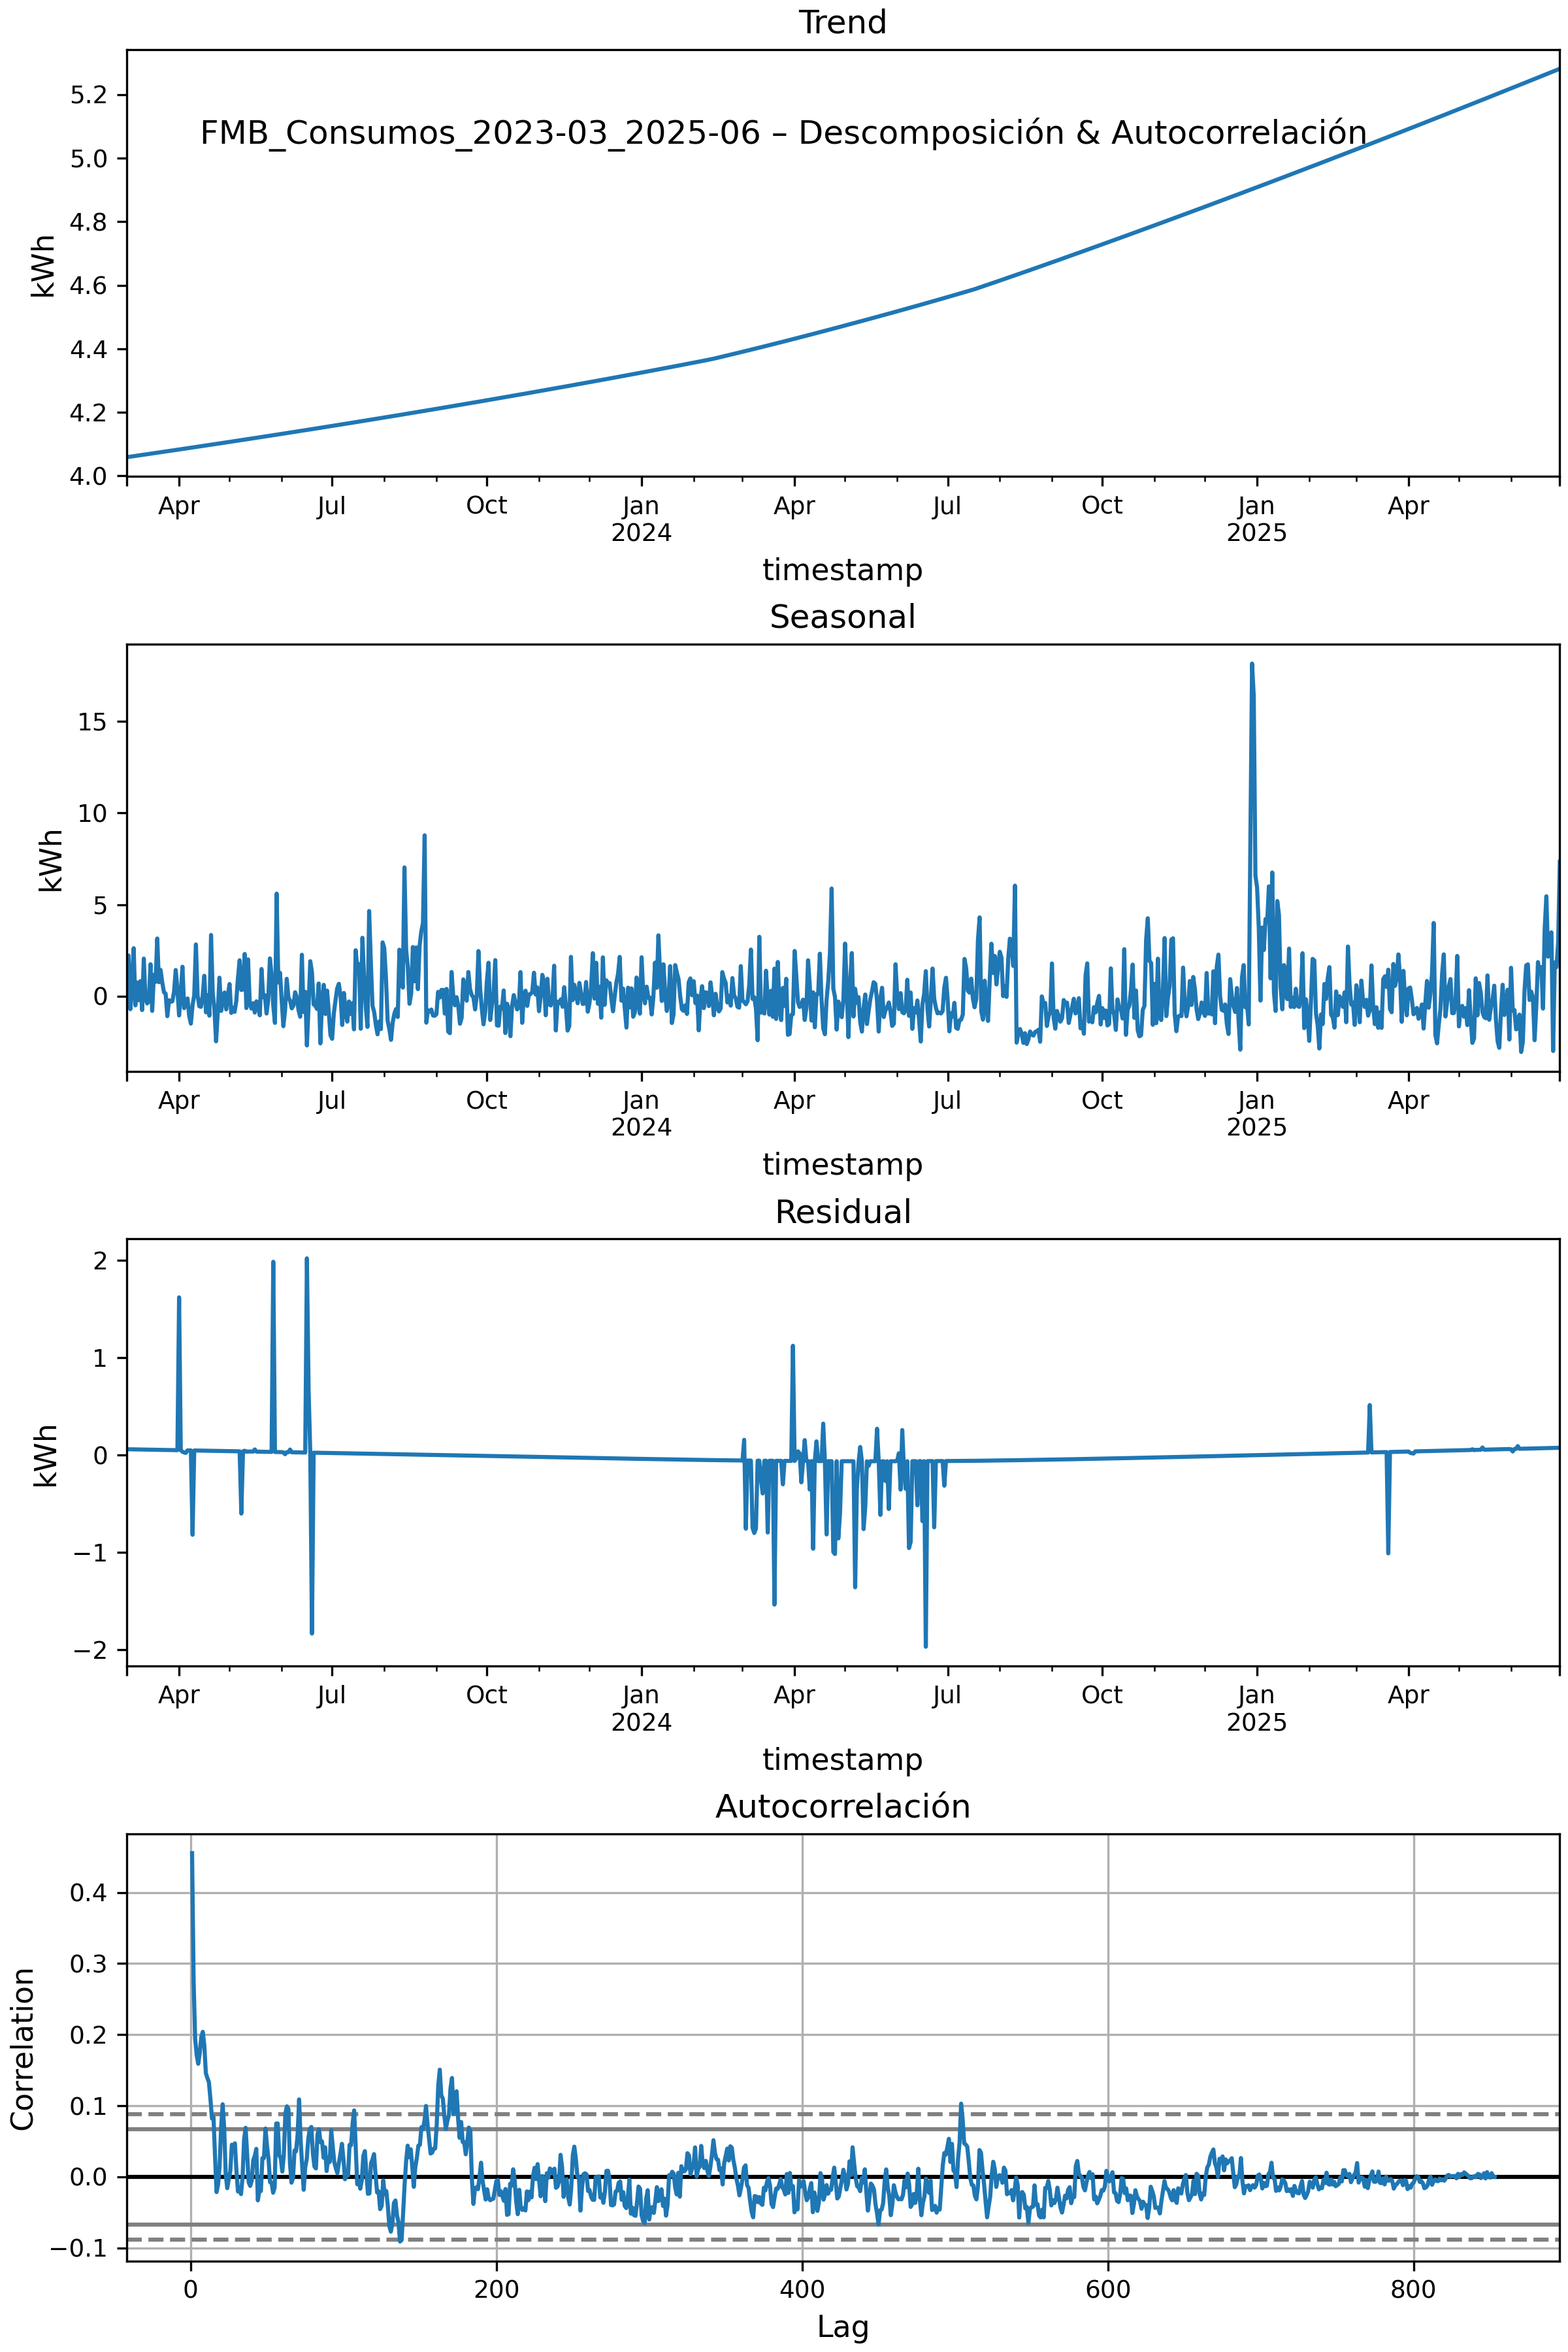 Trend
FMB_Consumos_2023-03_2025-06 – Descomposición & Autocorrelación
kWh
5.2
5.0
4.8
4.6
4.4
4.2
4.0
Apr Jul Oct Jan Apr Jul Oct Jan Apr
2024 2025
timestamp
Seasonal
kWh
15
10
5
0
Apr Jul Oct Jan Apr Jul Oct Jan Apr
2024 2025
timestamp
Residual
kWh
2
1
0
−1
−2
Apr Jul Oct Jan Apr Jul Oct Jan Apr
2024 2025
timestamp
Autocorrelación
Correlation
0.4
0.3
0.2
0.1
0.0
−0.1
0 200 400 600 800
Lag